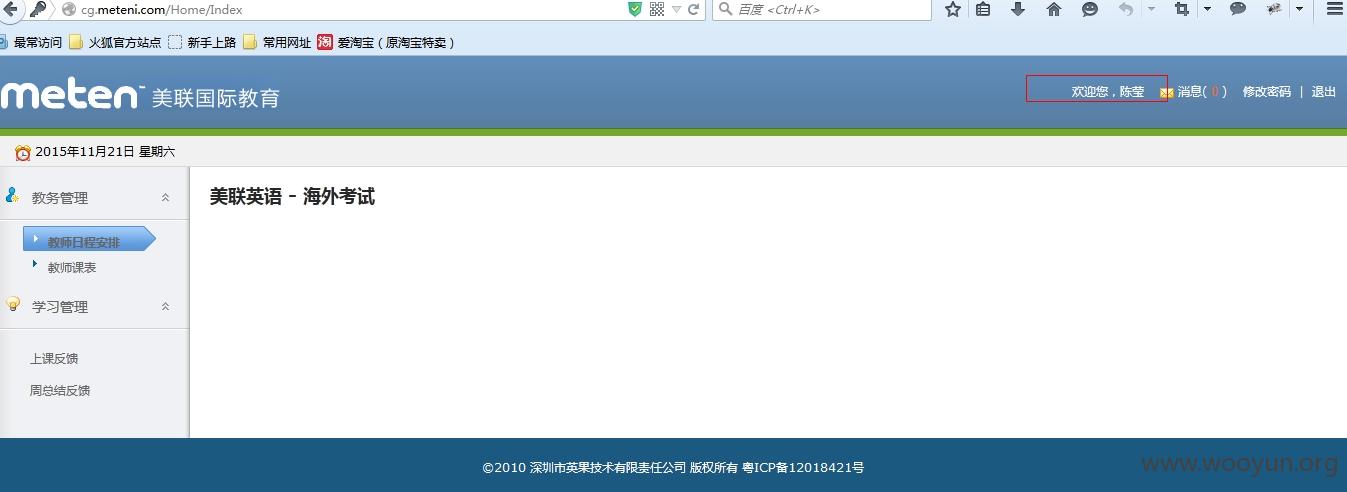 cg.meteni.com/Home/Index
百度 <Ctrl+K>
最常访问 火狐官方站点 新手上路 常用网址 淘 爱淘宝（原淘宝特卖）
meten 美联国际教育
欢迎您，陈莹 消息( 0 ) 修改密码 | 退出
2015年11月21日 星期六
教务管理
美联英语 - 海外考试
教师日程安排
教师课表
学习管理
上课反馈
周总结反馈
©2010 深圳市英果技术有限责任公司 版权所有 粤ICP备12018421号
www.wooyun.org